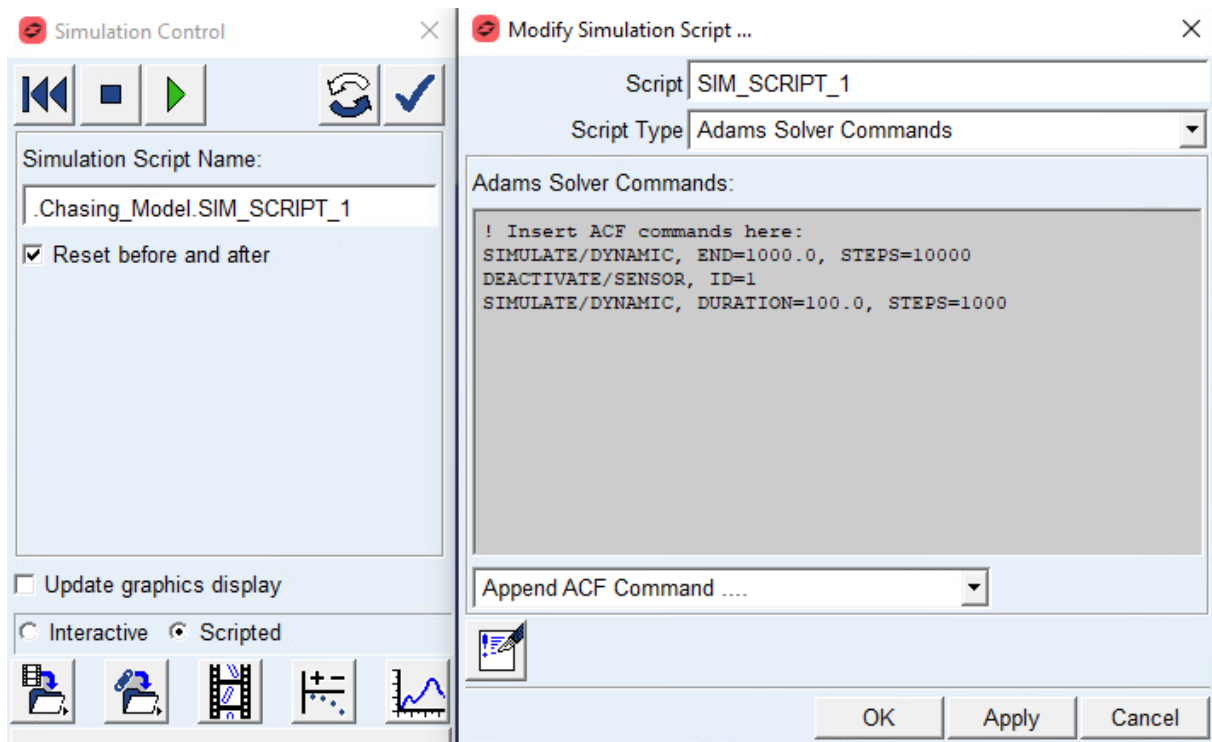 Simulation Control
Simulation Script Name:
.Chasing_Model.SIM_SCRIPT_1
Reset before and after
Update graphics display
Interactive Scripted
Modify Simulation Script ...
Script SIM_SCRIPT_1
Script Type Adams Solver Commands
Adams Solver Commands:
! Insert ACF commands here:
SIMULATE/DYNAMIC, END=1000.0, STEPS=10000
DEACTIVATE/SENSOR, ID=1
SIMULATE/DYNAMIC, DURATION=100.0, STEPS=1000
Append ACF Command ....
OK Apply Cancel